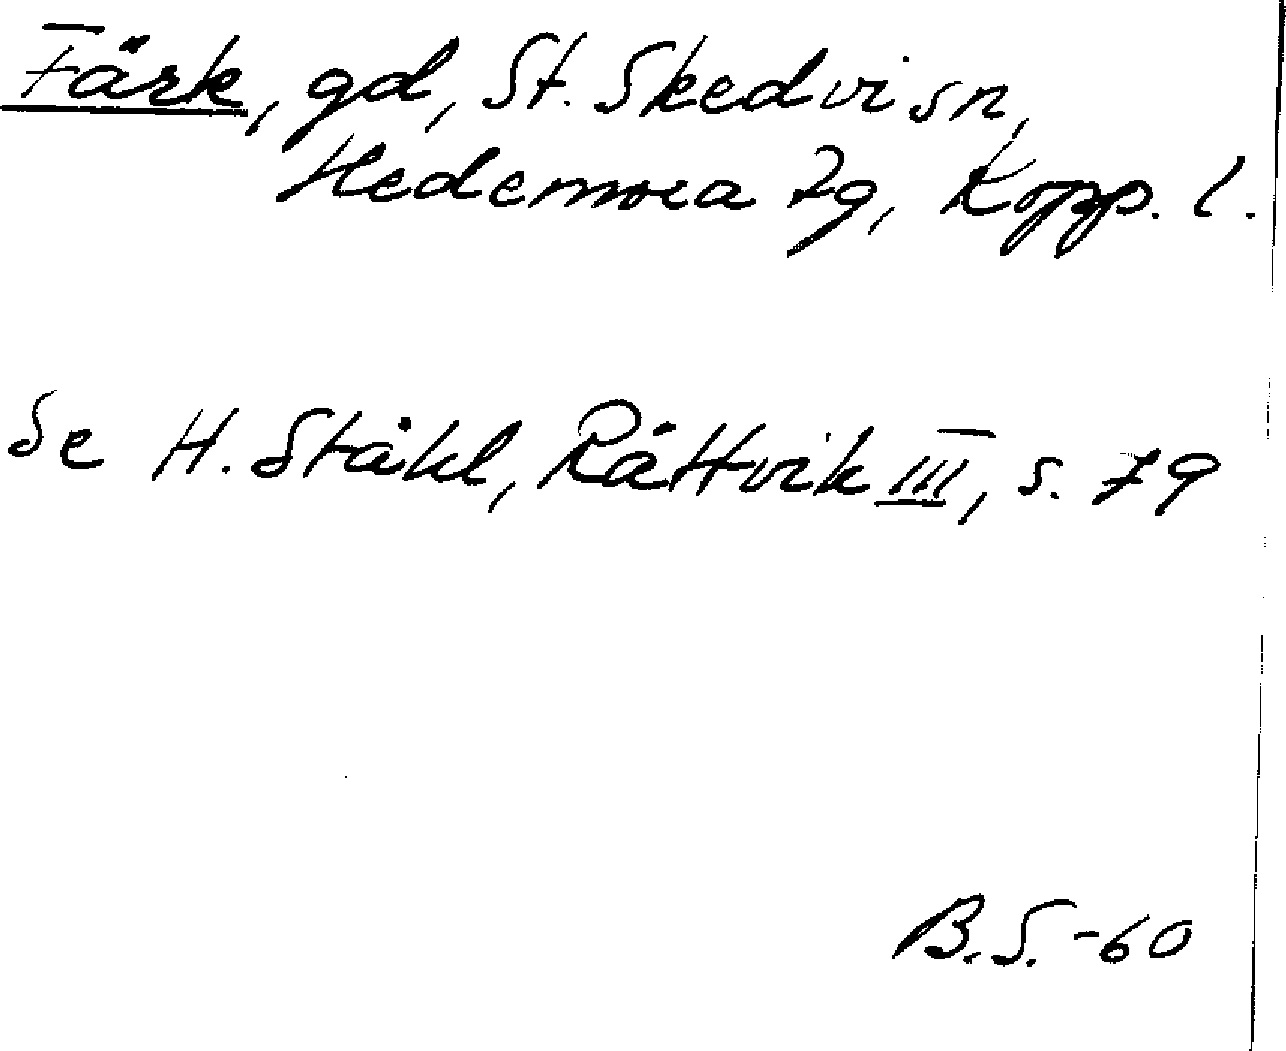 Färk, gd, St. Skedvi sn,
Hedemora tg, Kopp. l.
Se H. Ståhl, Rättvik III, s. 79
B.S.-60